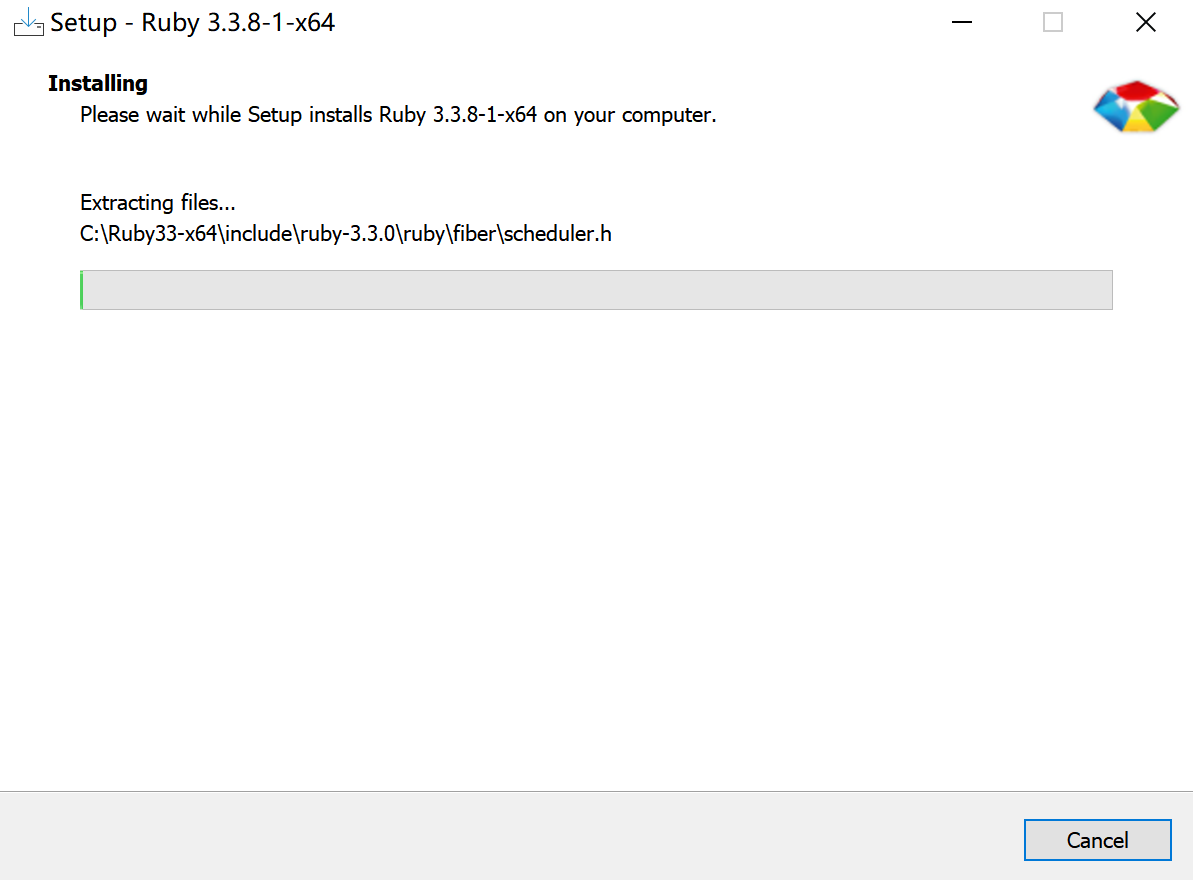 Setup - Ruby 3.3.8-1-x64
Installing
Please wait while Setup installs Ruby 3.3.8-1-x64 on your computer.
Extracting files...
C:\Ruby33-x64\include\ruby-3.3.0\ruby\fiber\scheduler.h
Cancel